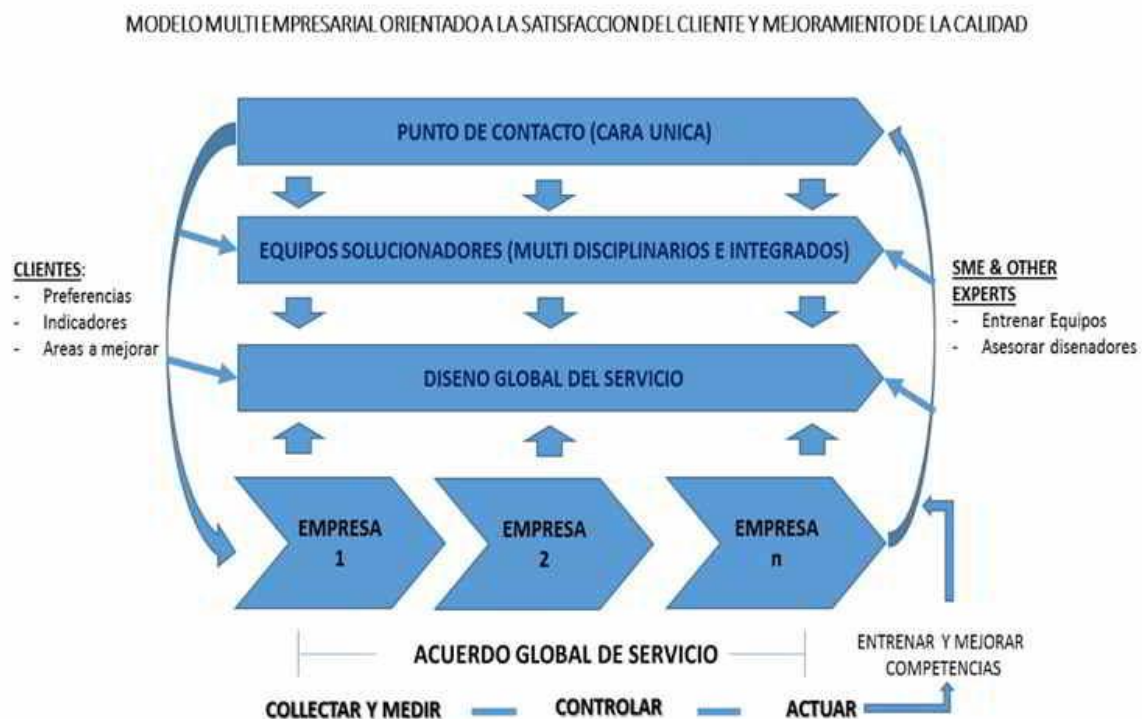 MODELO MULTI EMPRESARIAL ORIENTADO A LA SATISFACCION DEL CLIENTE Y MEJORAMIENTO DE LA CALIDAD
PUNTO DE CONTACTO (CARA UNICA)
EQUIPOS SOLUCIONADORES (MULTI DISCIPLINARIOS E INTEGRADOS)
CLIENTES:
- Preferencias
- Indicadores
- Areas a mejorar
SME & OTHER
EXPERTS
- Entrenar Equipos
- Asesorar disenadores
DISENO GLOBAL DEL SERVICIO
EMPRESA
1
EMPRESA
2
EMPRESA
n
ACUERDO GLOBAL DE SERVICIO
ENTRENAR Y MEJORAR
COMPETENCIAS
COLLECTAR Y MEDIR
CONTROLAR
ACTUAR